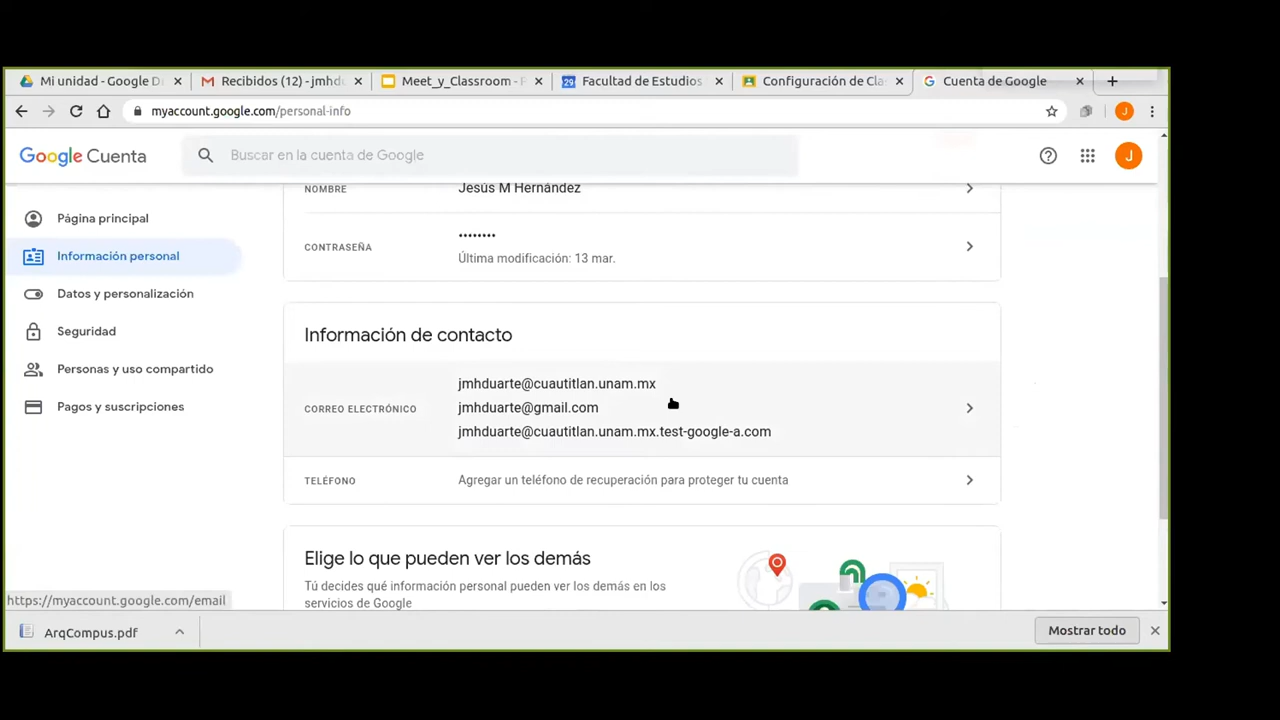 Mi unidad - Google D
Recibidos (12) - jmhd
Meet_y_Classroom - P
Facultad de Estudios
Configuración de Cla
Cuenta de Google
myaccount.google.com/personal-info
J
Google Cuenta
Buscar en la cuenta de Google
J
NOMBRE
Jesús M Hernández
Página principal
Información personal
Datos y personalización
Seguridad
Personas y uso compartido
Pagos y suscripciones
CONTRASEÑA
••••••••
Última modificación: 13 mar.
Información de contacto
CORREO ELECTRÓNICO
jmhduarte@cuautitlan.unam.mx
jmhduarte@gmail.com
jmhduarte@cuautitlan.unam.mx.test-google-a.com
TELÉFONO
Agregar un teléfono de recuperación para proteger tu cuenta
Elige lo que pueden ver los demás
Tú decides qué información personal pueden ver los demás en los
servicios de Google
https://myaccount.google.com/email
ArqCompus.pdf
Mostrar todo